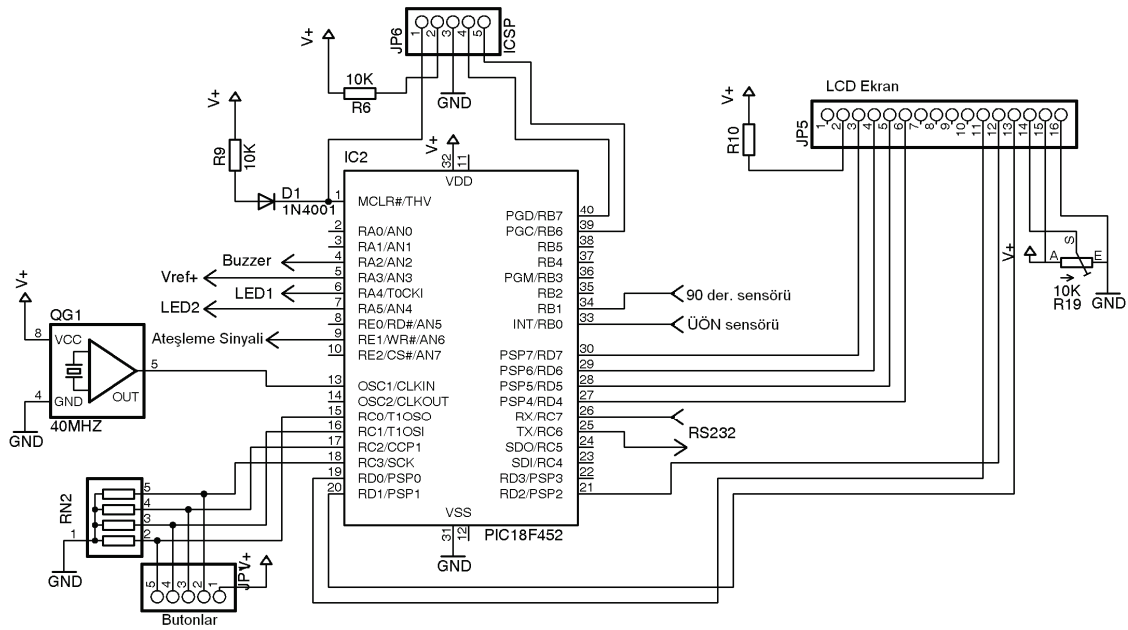 JP6
1
2
3
4
5
ICSP
V+
10K
R6
GND
V+
R9
10K
D1
1N4001
V+
IC2
32
11
VDD
VSS
31
12
GND
PIC18F452
1 MCLR#/THV
2 RA0/AN0
3 RA1/AN1
Buzzer 4 RA2/AN2
Vref+ 5 RA3/AN3
LED1 6 RA4/T0CKI
LED2 7 RA5/AN4
8 RE0/RD#/AN5
Ateşleme Sinyali 9 RE1/WR#/AN6
10 RE2/CS#/AN7
13 OSC1/CLKIN
14 OSC2/CLKOUT
15 RC0/T1OSO
16 RC1/T1OSI
17 RC2/CCP1
18 RC3/SCK
19 RD0/PSP0
20 RD1/PSP1
PGD/RB7 40
PGC/RB6 39
RB5 38
RB4 37
PGM/RB3 36
RB2 35
RB1 34
90 der. sensörü
INT/RB0 33
ÜÖN sensörü
PSP7/RD7 30
PSP6/RD6 29
PSP5/RD5 28
PSP4/RD4 27
RX/RC7 26
TX/RC6 25
RS232
SDO/RC5 24
SDI/RC4 23
RD3/PSP3 22
RD2/PSP2 21
V+
QG1
8
VCC
5
OUT
4
GND
40MHZ
GND
RN2
5
4
3
2
1
GND
V+
5
4
3
2
1
Butonlar
LCD Ekran
JP5
1
2
3
4
5
6
7
8
9
10
11
12
13
14
15
16
V+
R10
V+
S
A
E
10K
R19
GND